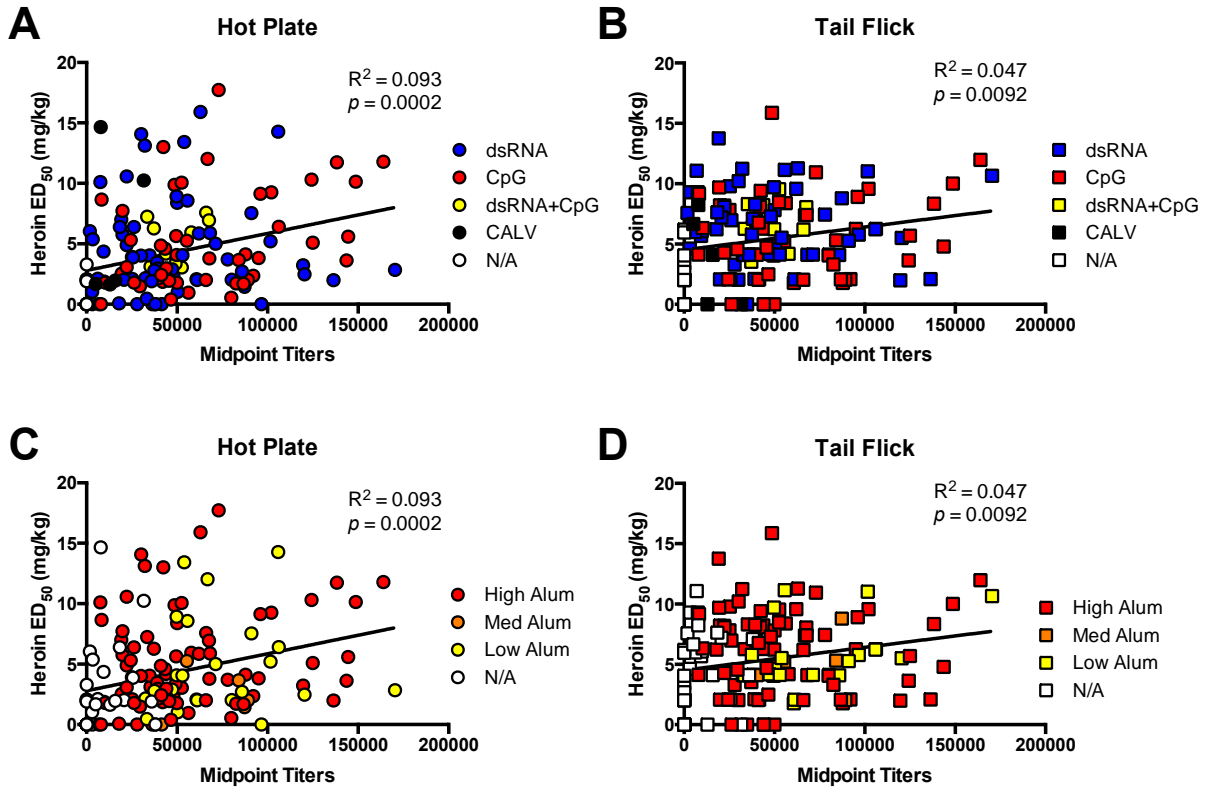 A
Hot Plate
R² = 0.093
p = 0.0002
Heroin ED₅₀ (mg/kg)
20
15
10
5
0
0
50000
100000
150000
200000
Midpoint Titers
dsRNA
CpG
dsRNA+CpG
CALV
N/A
B
Tail Flick
R² = 0.047
p = 0.0092
Heroin ED₅₀ (mg/kg)
20
15
10
5
0
0
50000
100000
150000
200000
Midpoint Titers
dsRNA
CpG
dsRNA+CpG
CALV
N/A
C
Hot Plate
R² = 0.093
p = 0.0002
Heroin ED₅₀ (mg/kg)
20
15
10
5
0
0
50000
100000
150000
200000
Midpoint Titers
High Alum
Med Alum
Low Alum
N/A
D
Tail Flick
R² = 0.047
p = 0.0092
Heroin ED₅₀ (mg/kg)
20
15
10
5
0
0
50000
100000
150000
200000
Midpoint Titers
High Alum
Med Alum
Low Alum
N/A